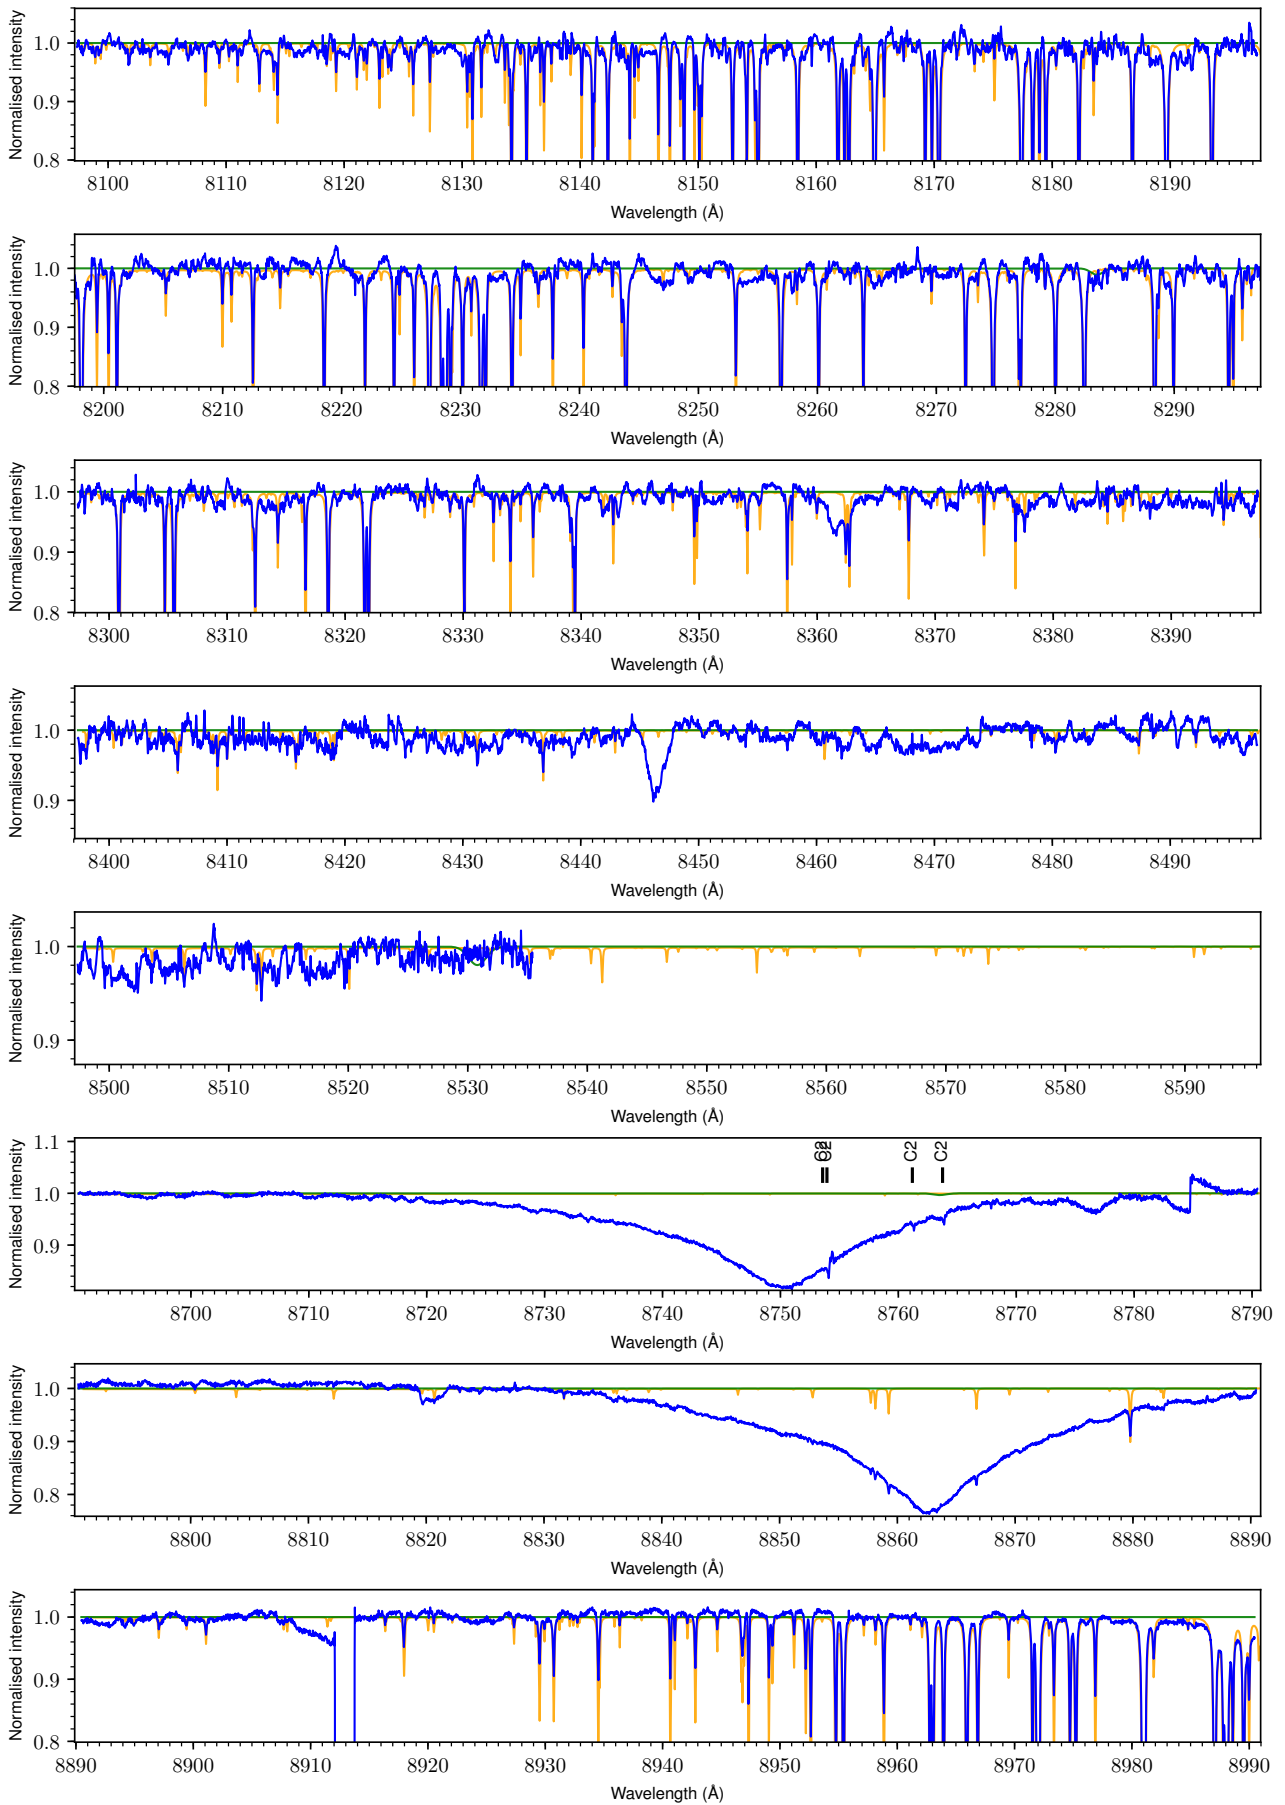 Normalised intensity
1.0
0.9
0.8
8100 8110 8120 8130 8140 8150 8160 8170 8180 8190
Wavelength (Å)
Normalised intensity
1.0
0.9
0.8
8200 8210 8220 8230 8240 8250 8260 8270 8280 8290
Wavelength (Å)
Normalised intensity
1.0
0.9
0.8
8300 8310 8320 8330 8340 8350 8360 8370 8380 8390
Wavelength (Å)
Normalised intensity
1.0
0.9
8400 8410 8420 8430 8440 8450 8460 8470 8480 8490
Wavelength (Å)
Normalised intensity
1.0
0.9
8500 8510 8520 8530 8540 8550 8560 8570 8580 8590
Wavelength (Å)
Normalised intensity
1.1
1.0
0.9
C2 C2
8700 8710 8720 8730 8740 8750 8760 8770 8780 8790
Wavelength (Å)
Normalised intensity
1.0
0.9
0.8
8800 8810 8820 8830 8840 8850 8860 8870 8880 8890
Wavelength (Å)
Normalised intensity
1.0
0.9
0.8
8890 8900 8910 8920 8930 8940 8950 8960 8970 8980 8990
Wavelength (Å)